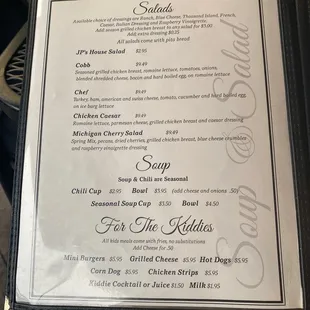 Salads
Available choice of dressings are Ranch, Blue Cheese, Thousand Island, French,
Caesar, Italian Dressing and Raspberry Vinaigrette.
Add season grilled chicken breast to any salad for $3.00
Add extra dressing $0.25
All salads come with pita bread
JP's House Salad $2.95
Cobb $9.49
Seasoned grilled chicken breast, romaine lettuce, tomatoes, onions,
blended shredded cheese, bacon and hard boiled egg, on romaine lettuce
Chef $9.49
Turkey, ham, american and swiss cheese, tomato, cucumber and hard boiled egg,
on ice burg lettuce
Chicken Caesar $9.49
Romaine lettuce, parmesan cheese, grilled chicken breast and caesar dressing
Michigan Cherry Salad $9.49
Spring Mix, pecans, dried cherries, grilled chicken breast, blue cheese crumbles
and raspberry vinaigrette dressing
Soup
Soup & Chili are Seasonal
Chili Cup $2.95 Bowl $3.95 (add cheese and onions .50)
Seasonal Soup Cup $3.50 Bowl $4.50
For The Kiddies
All kids meals come with fries, no substitutions
Add Cheese for .50
Mini Burgers $5.95 Grilled Cheese $5.95 Hot Dogs $5.95
Corn Dog $5.95 Chicken Strips $5.95
Kiddie Cocktail or Juice $1.50 Milk $1.95
Soup & Salad